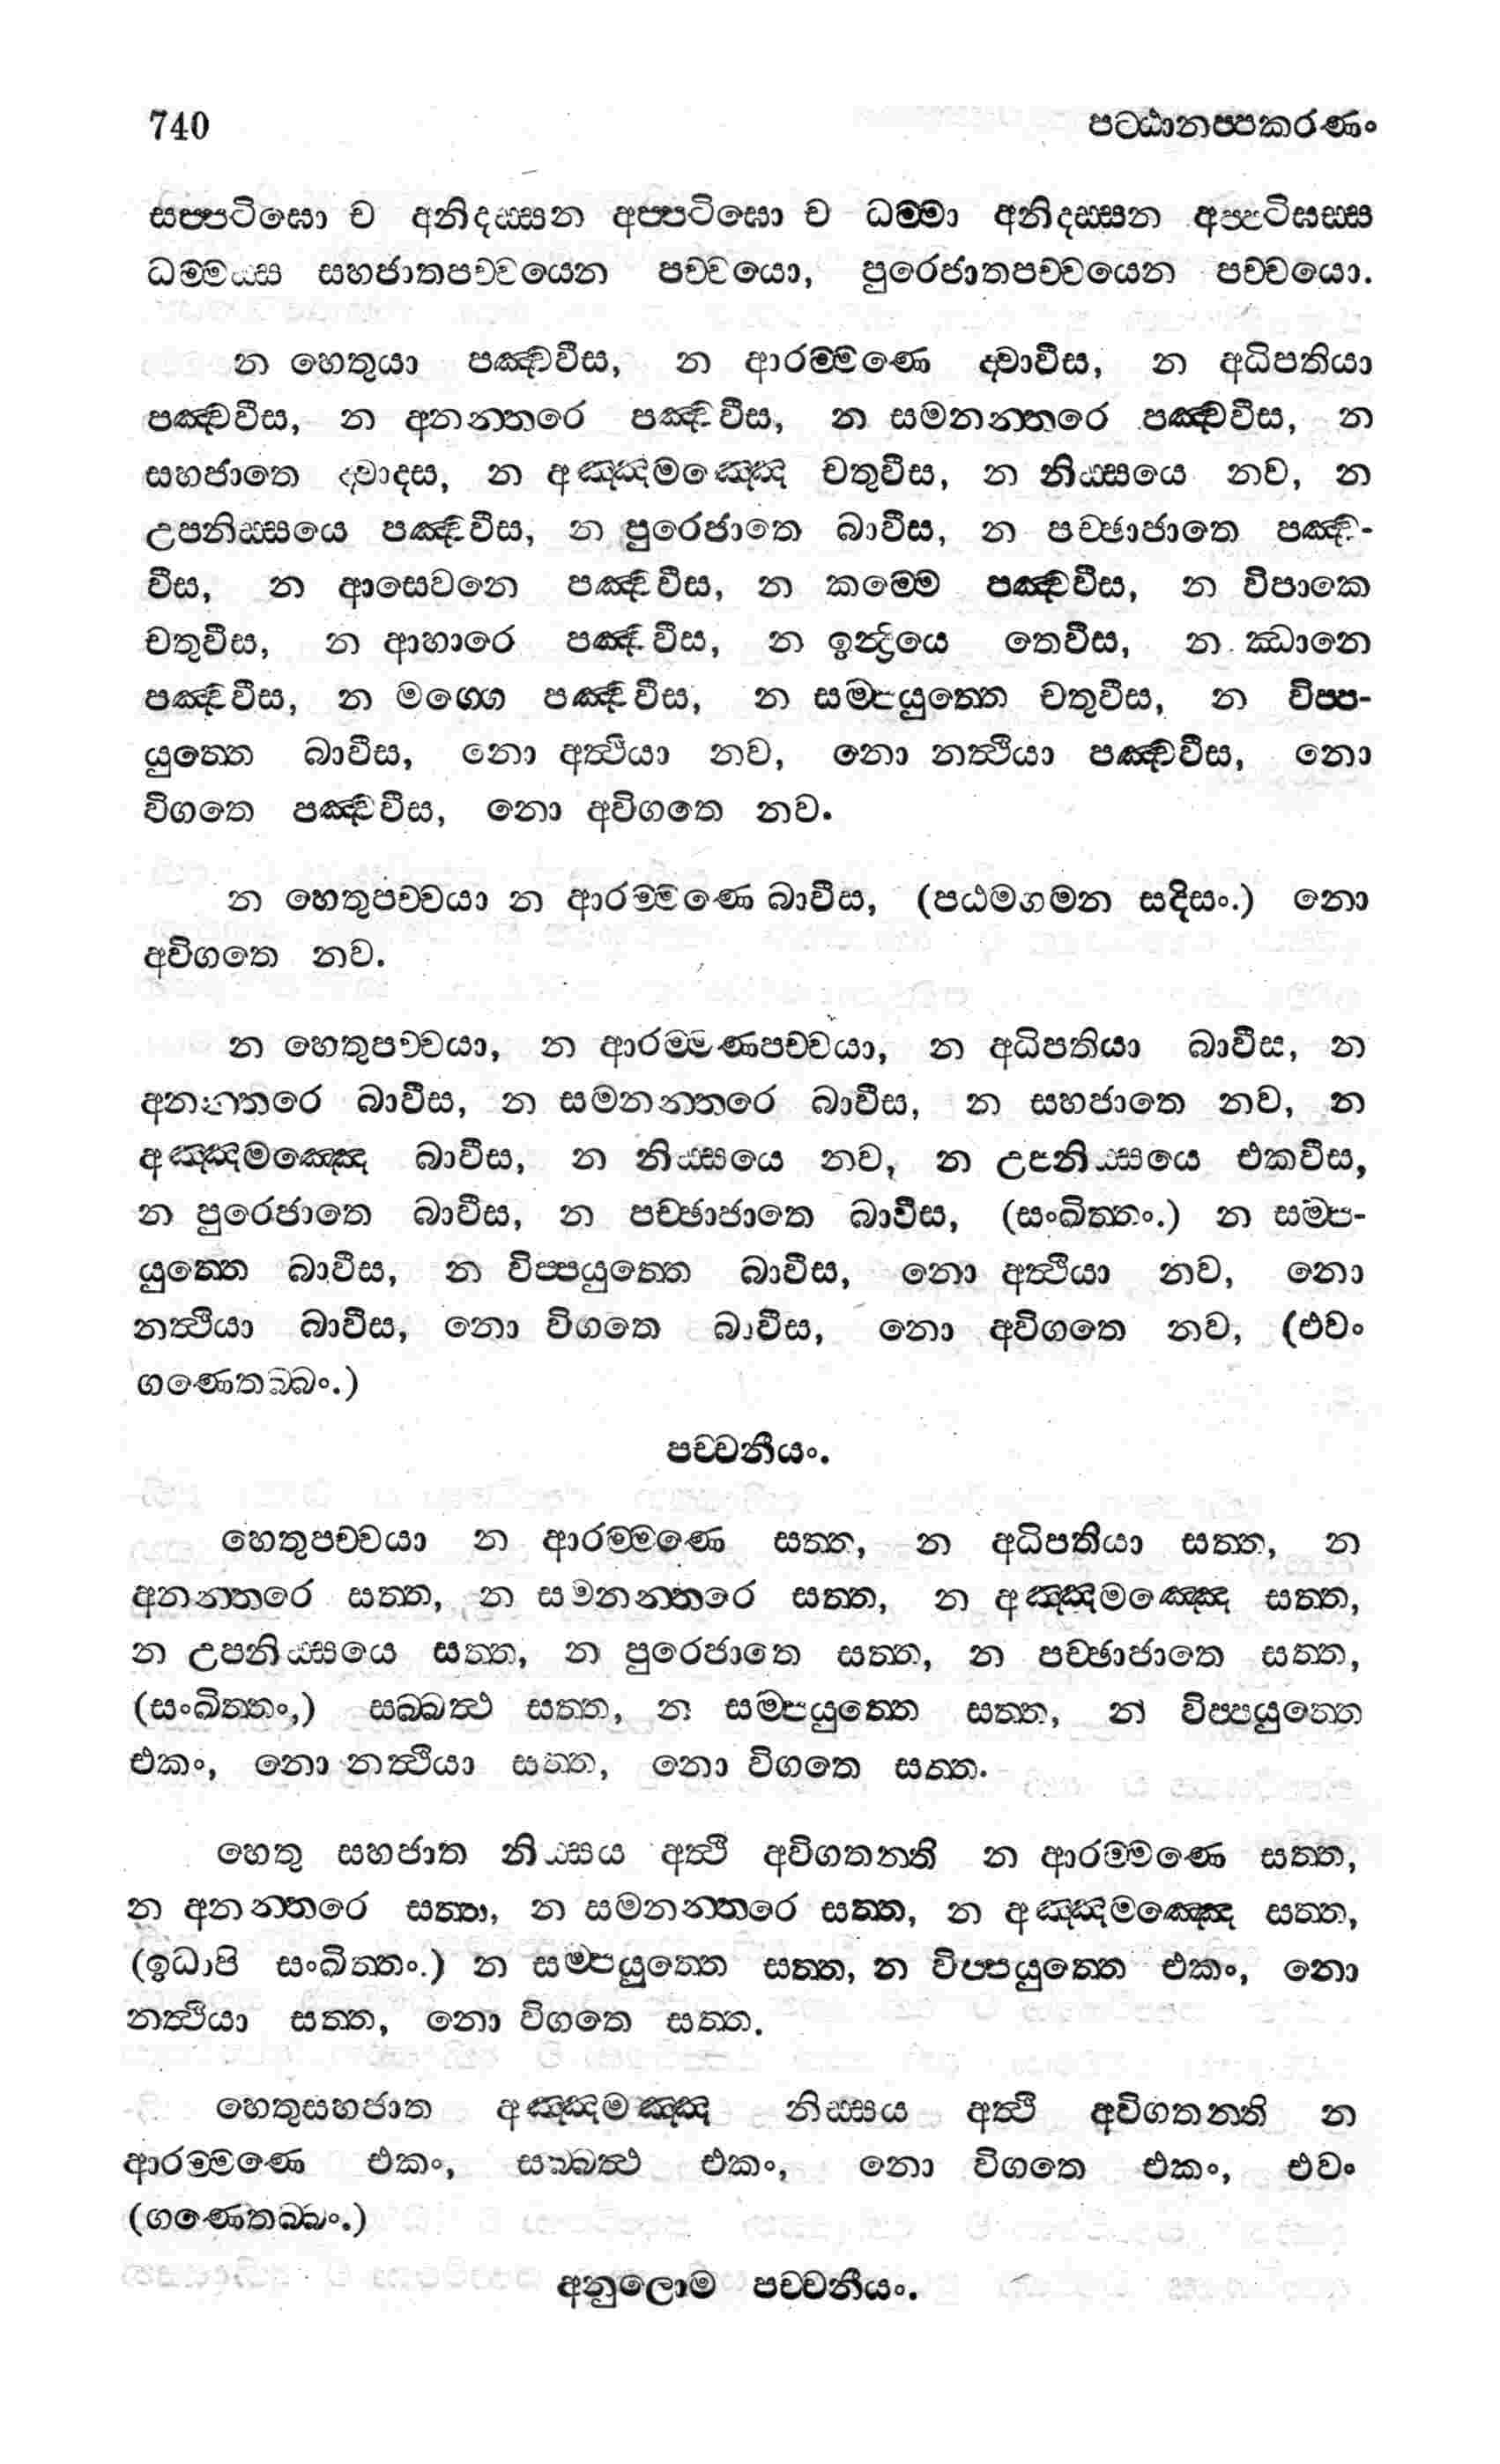 740 පට්ඨානප්පකරණං
සප්පටිඝො ච අනිදස්සන අප්පටිඝො ච ධම්මා අනිදස්සන අප්පටිඝස්ස
ධම්මස්ස සහජාතපච්චයෙන පච්චයො, පුරෙජාතපච්චයෙන පච්චයො.
න හෙතුයා පඤ්චවීස, න ආරම්මණෙ ද්වාවීස, න අධිපතියා
පඤ්චවීස, න අනන්තරෙ පඤ්චවීස, න සමනන්තරෙ පඤ්චවීස, න
සහජාතෙ ද්වාදස, න අඤ්ඤමඤ්ඤෙ චතුවීස, න නිස්සයෙ නව, න
උපනිස්සයෙ පඤ්චවීස, න පුරෙජාතෙ බාවීස, න පච්ඡාජාතෙ පඤ්ච-
වීස, න ආසෙවනෙ පඤ්චවීස, න කම්මෙ පඤ්චවීස, න විපාකෙ
චතුවීස, න ආහාරෙ පඤ්චවීස, න ඉන්ද්‍රියෙ තෙවීස, න ඣානෙ
පඤ්චවීස, න මග්ගෙ පඤ්චවීස, න සම්පයුත්තෙ චතුවීස, න විප්ප-
යුත්තෙ බාවීස, නො අත්ථියා නව, නො නත්ථියා පඤ්චවීස, නො
විගතෙ පඤ්චවීස, නො අවිගතෙ නව.
න හෙතුපච්චයා න ආරම්මණෙ බාවීස, (පඨමගමන සදිසං.) නො
අවිගතෙ නව.
න හෙතුපච්චයා, න ආරම්මණපච්චයා, න අධිපතියා බාවීස, න
අනන්තරෙ බාවීස, න සමනන්තරෙ බාවීස, න සහජාතෙ නව, න
අඤ්ඤමඤ්ඤෙ බාවීස, න නිස්සයෙ නව, න උපනිස්සයෙ එකවීස,
න පුරෙජාතෙ බාවීස, න පච්ඡාජාතෙ බාවීස, (සංඛිත්තං.) න සම්ප-
යුත්තෙ බාවීස, න විප්පයුත්තෙ බාවීස, නො අත්ථියා නව, නො
නත්ථියා බාවීස, නො විගතෙ බාවීස, නො අවිගතෙ නව, (එවං
ගණෙතබ්බං.)
පච්චනීයං.
හෙතුපච්චයා න ආරම්මණෙ සත්ත, න අධිපතියා සත්ත, න
අනන්තරෙ සත්ත, න සමනන්තරෙ සත්ත, න අඤ්ඤමඤ්ඤෙ සත්ත,
න උපනිස්සයෙ සත්ත, න පුරෙජාතෙ සත්ත, න පච්ඡාජාතෙ සත්ත,
(සංඛිත්තං,) සබ්බත්ථ සත්ත, න සම්පයුත්තෙ සත්ත, න විප්පයුත්තෙ
එකං, නො නත්ථියා සත්ත, නො විගතෙ සත්ත.
හෙතු සහජාත නිස්සය අත්ථි අවිගතන්ති න ආරම්මණෙ සත්ත,
න අනන්තරෙ සත්ත, න සමනන්තරෙ සත්ත, න අඤ්ඤමඤ්ඤෙ සත්ත,
(ඉධාපි සංඛිත්තං.) න සම්පයුත්තෙ සත්ත, න විප්පයුත්තෙ එකං, නො
නත්ථියා සත්ත, නො විගතෙ සත්ත.
හෙතුසහජාත අඤ්ඤමඤ්ඤ නිස්සය අත්ථි අවිගතන්ති න
ආරම්මණෙ එකං, සබ්බත්ථ එකං, නො විගතෙ එකං, එවං
(ගණෙතබ්බං.)
අනුලොම පච්චනීයං.